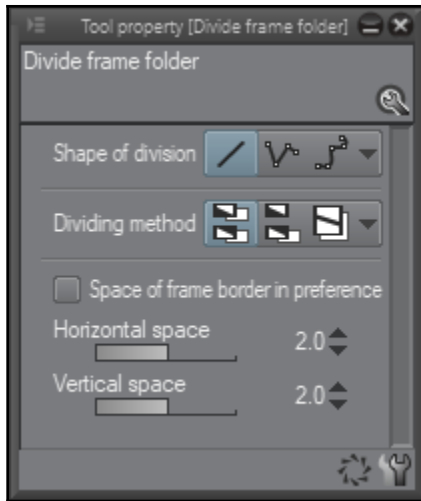 Tool property [Divide frame folder]
Divide frame folder
Shape of division
Dividing method
Space of frame border in preference
Horizontal space
2.0
Vertical space
2.0